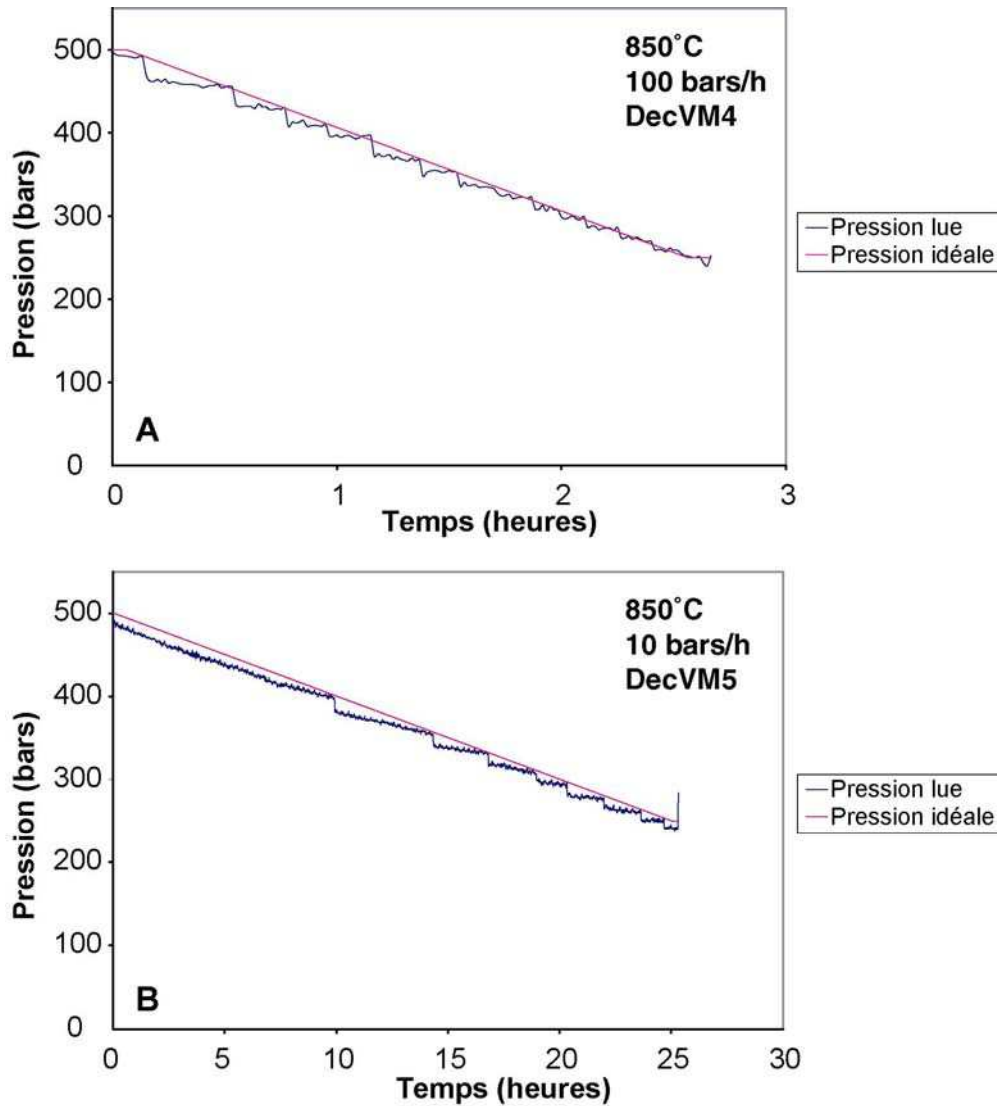 850°C
100 bars/h
DecVM4
Pression (bars)
500
400
300
200
100
0
A
0 1 2 3
Temps (heures)
Pression lue
Pression idéale
850°C
10 bars/h
DecVM5
Pression (bars)
500
400
300
200
100
0
B
0 5 10 15 20 25 30
Temps (heures)
Pression lue
Pression idéale